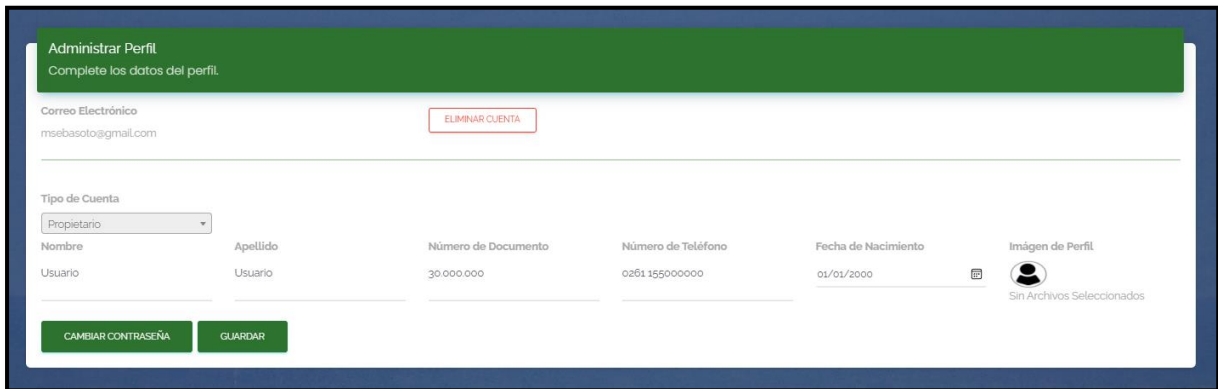 Administrar Perfil
Complete los datos del perfil.
Correo Electrónico
msebasoto@gmail.com
ELIMINAR CUENTA
Tipo de Cuenta
Propietario
Nombre
Usuario
Apellido
Usuario
Número de Documento
30.000.000
Número de Teléfono
0261 155000000
Fecha de Nacimiento
01/01/2000
Imágen de Perfil
Sin Archivos Seleccionados
CAMBIAR CONTRASEÑA
GUARDAR